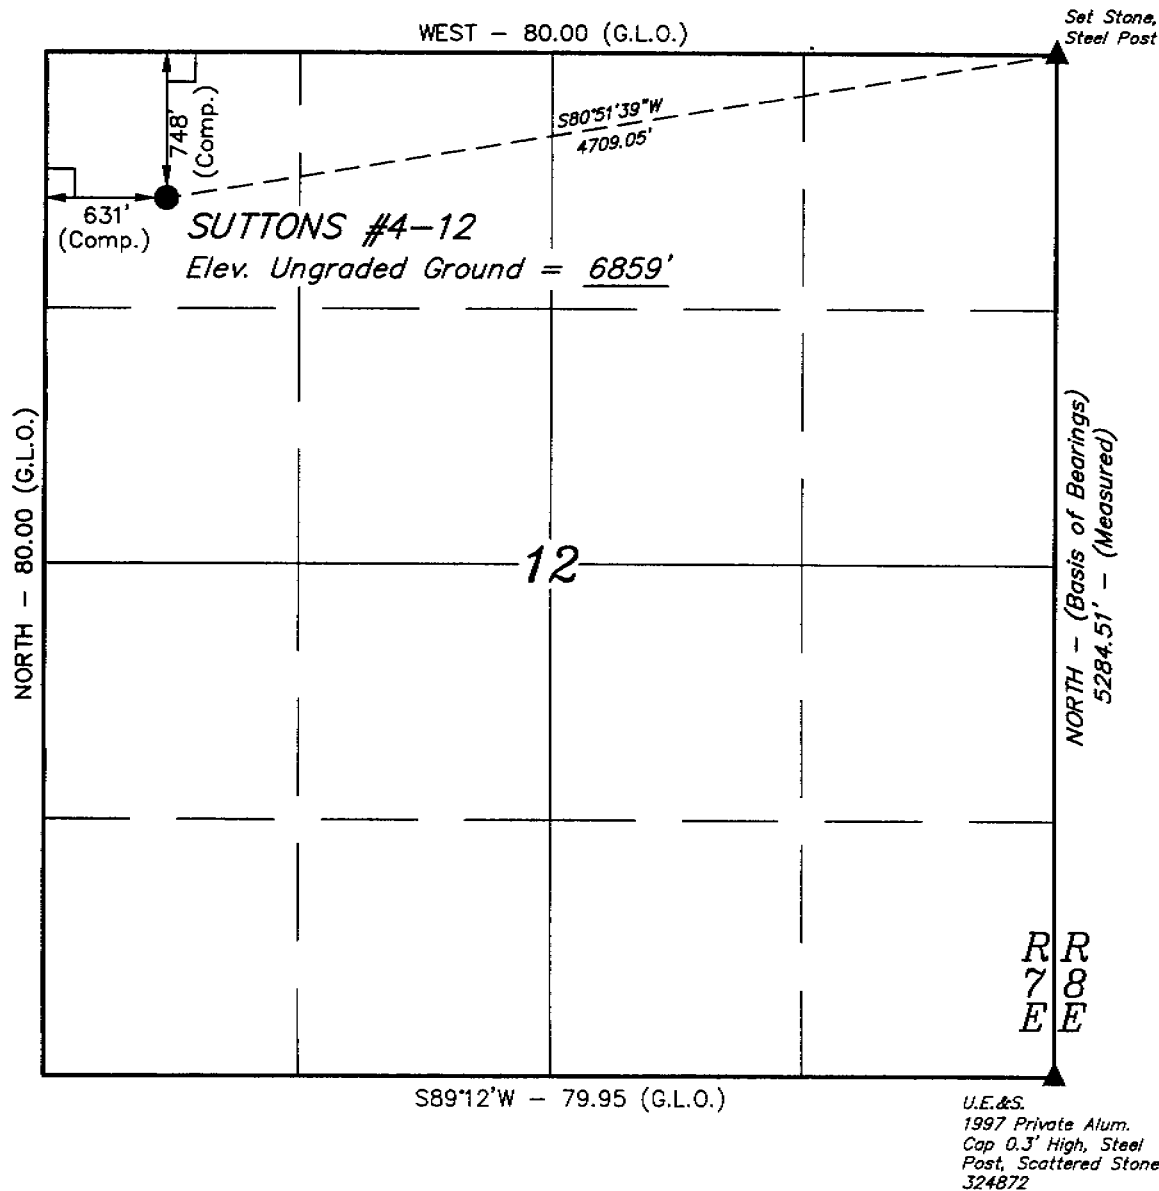 Set Stone,
Steel Post
WEST – 80.00 (G.L.O.)
748'
(Comp.)
S80°51'39"W
4709.05'
631'
(Comp.)
SUTTONS #4–12
Elev. Ungraded Ground = 6859'
NORTH – 80.00 (G.L.O.)
12
NORTH – (Basis of Bearings)
5284.51' – (Measured)
R R
7 8
E E
S89°12'W – 79.95 (G.L.O.)
U.E.&S.
1997 Private Alum.
Cap 0.3' High, Steel
Post, Scattered Stone
324872